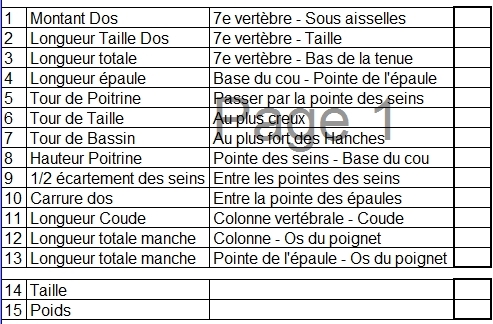 1 Montant Dos 7e vertèbre - Sous aisselles
2 Longueur Taille Dos 7e vertèbre - Taille
3 Longueur totale 7e vertèbre - Bas de la tenue
4 Longueur épaule Base du cou - Pointe de l'épaule
5 Tour de Poitrine Passer par la pointe des seins
6 Tour de Taille Au plus creux
Page 1
7 Tour de Bassin Au plus fort des Hanches
8 Hauteur Poitrine Pointe des seins - Base du cou
9 1/2 écartement des seins Entre les pointes des seins
10 Carrure dos Entre la pointe des épaules
11 Longueur Coude Colonne vertébrale - Coude
12 Longueur totale manche Colonne - Os du poignet
13 Longueur totale manche Pointe de l'épaule - Os du poignet
14 Taille
15 Poids